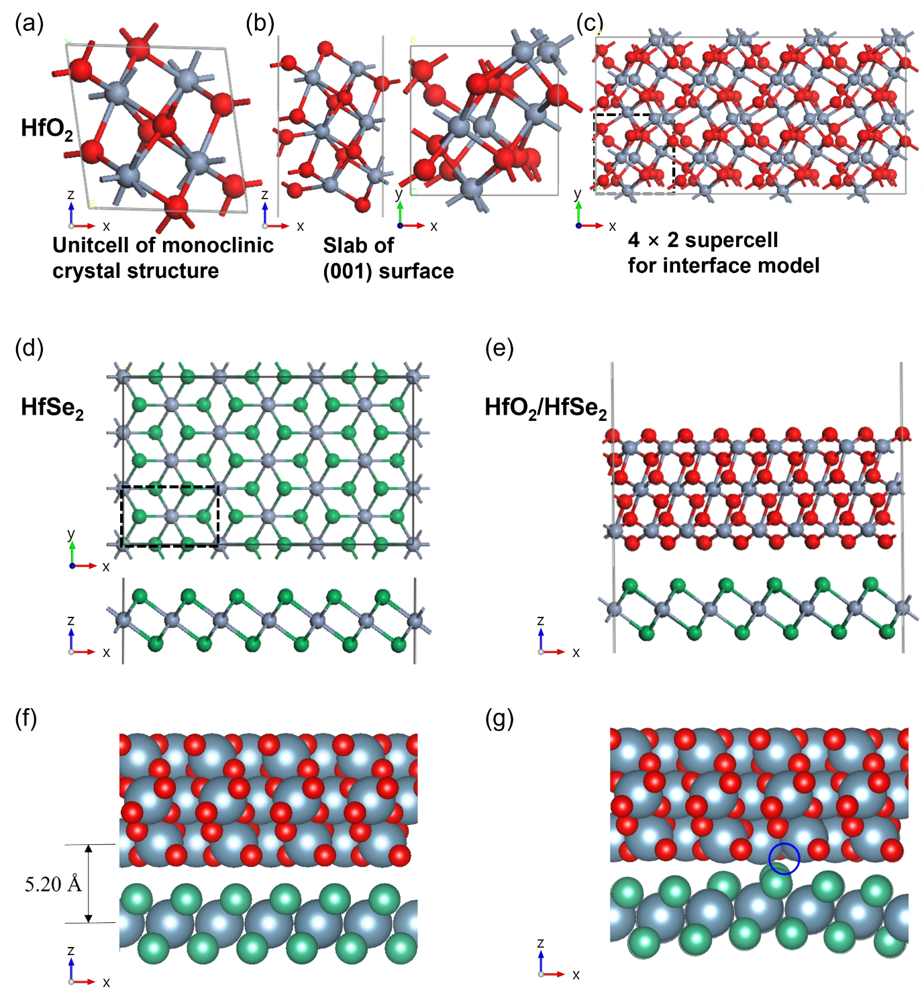 (a)
(b)
(c)
HfO₂
z
x
z
x
y
x
y
x
Unitcell of monoclinic
crystal structure
Slab of
(001) surface
4 × 2 supercell
for interface model
(d)
(e)
HfSe₂
HfO₂/HfSe₂
y
x
z
x
z
x
(f)
(g)
5.20 Å
z
x
z
x